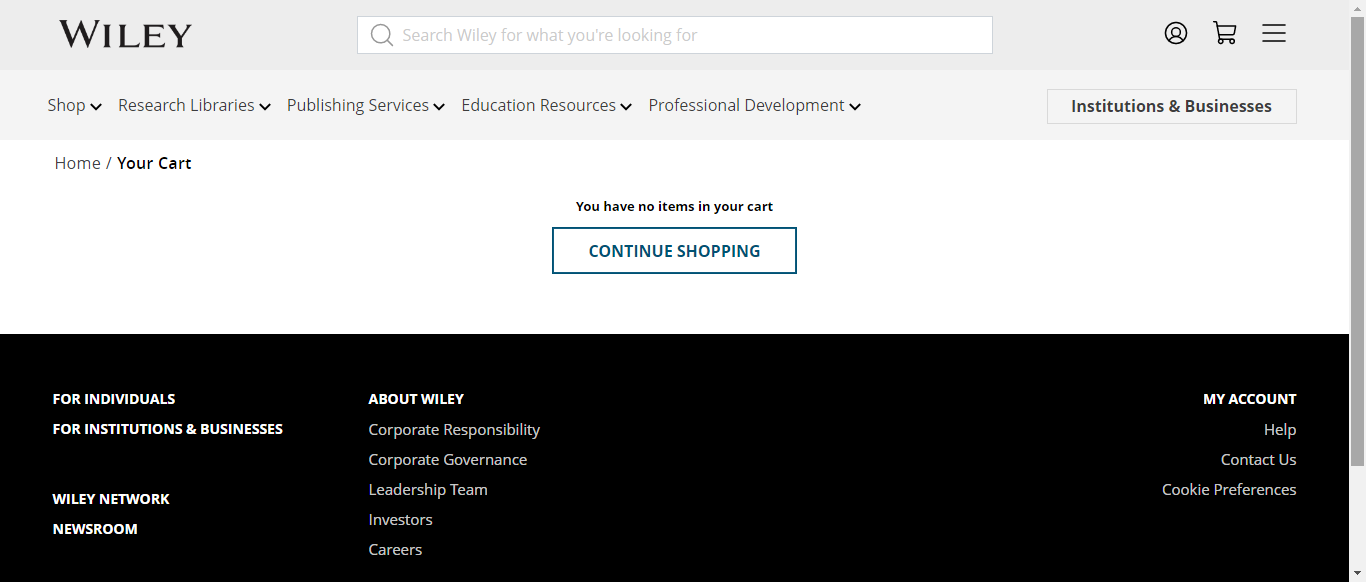 WILEY
Search Wiley for what you're looking for
Shop Research Libraries Publishing Services Education Resources Professional Development
Institutions & Businesses
Home / Your Cart
You have no items in your cart
CONTINUE SHOPPING
FOR INDIVIDUALS
FOR INSTITUTIONS & BUSINESSES
WILEY NETWORK
NEWSROOM
ABOUT WILEY
Corporate Responsibility
Corporate Governance
Leadership Team
Investors
Careers
MY ACCOUNT
Help
Contact Us
Cookie Preferences